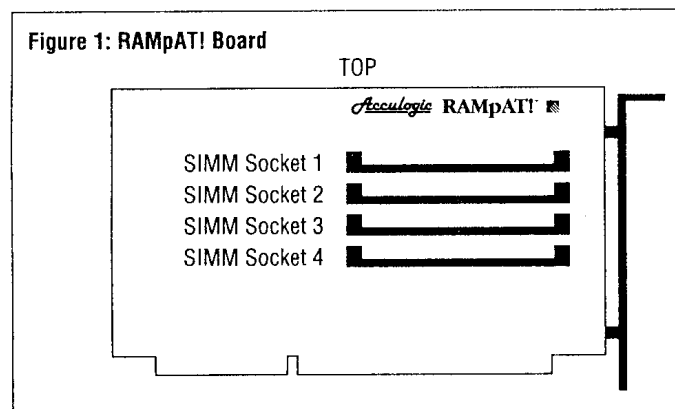 Figure 1: RAMpAT! Board
TOP
Acculogic RAMpAT!
SIMM Socket 1
SIMM Socket 2
SIMM Socket 3
SIMM Socket 4